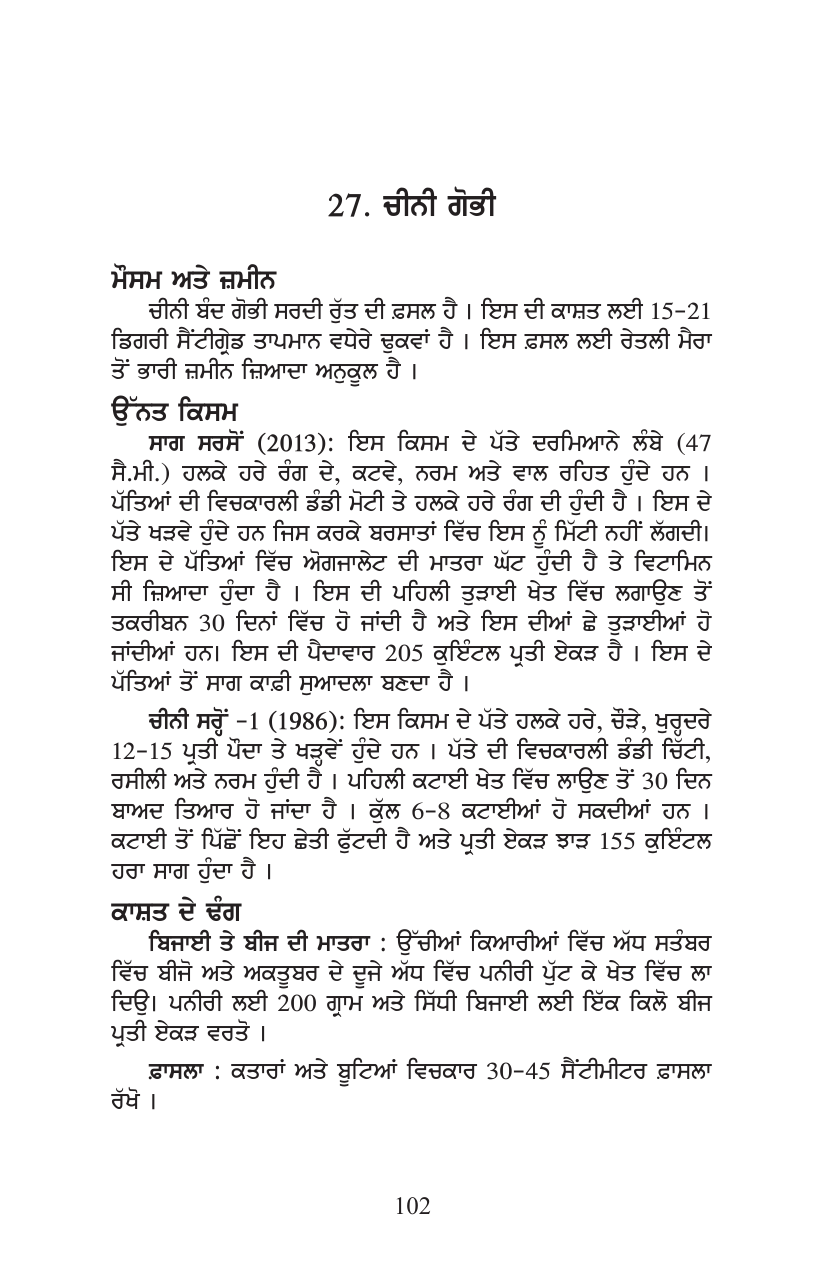 27. ਚੀਨੀ ਗੋਭੀ
ਮੌਸਮ ਅਤੇ ਜ਼ਮੀਨ
ਚੀਨੀ ਬੰਦ ਗੋਭੀ ਸਰਦੀ ਰੁੱਤ ਦੀ ਫ਼ਸਲ ਹੈ । ਇਸ ਦੀ ਕਾਸ਼ਤ ਲਈ 15-21
ਡਿਗਰੀ ਸੈਂਟੀਗ੍ਰੇਡ ਤਾਪਮਾਨ ਵਧੇਰੇ ਢੁਕਵਾਂ ਹੈ । ਇਸ ਫ਼ਸਲ ਲਈ ਰੇਤਲੀ ਮੈਰਾ
ਤੋਂ ਭਾਰੀ ਜ਼ਮੀਨ ਜ਼ਿਆਦਾ ਅਨੁਕੂਲ ਹੈ ।
ਉੱਨਤ ਕਿਸਮ
ਸਾਗ ਸਰਸੋਂ (2013): ਇਸ ਕਿਸਮ ਦੇ ਪੱਤੇ ਦਰਮਿਆਨੇ ਲੰਬੇ (47
ਸੈ.ਮੀ.) ਹਲਕੇ ਹਰੇ ਰੰਗ ਦੇ, ਕਟਵੇ, ਨਰਮ ਅਤੇ ਵਾਲ ਰਹਿਤ ਹੁੰਦੇ ਹਨ ।
ਪੱਤਿਆਂ ਦੀ ਵਿਚਕਾਰਲੀ ਡੰਡੀ ਮੋਟੀ ਤੇ ਹਲਕੇ ਹਰੇ ਰੰਗ ਦੀ ਹੁੰਦੀ ਹੈ । ਇਸ ਦੇ
ਪੱਤੇ ਖੜਵੇ ਹੁੰਦੇ ਹਨ ਜਿਸ ਕਰਕੇ ਬਰਸਾਤਾਂ ਵਿੱਚ ਇਸ ਨੂੰ ਮਿੱਟੀ ਨਹੀਂ ਲੱਗਦੀ।
ਇਸ ਦੇ ਪੱਤਿਆਂ ਵਿੱਚ ਔਗਜਾਲੇਟ ਦੀ ਮਾਤਰਾ ਘੱਟ ਹੁੰਦੀ ਹੈ ਤੇ ਵਿਟਾਮਿਨ
ਸੀ ਜ਼ਿਆਦਾ ਹੁੰਦਾ ਹੈ । ਇਸ ਦੀ ਪਹਿਲੀ ਤੁੜਾਈ ਖੇਤ ਵਿੱਚ ਲਗਾਉਣ ਤੋਂ
ਤਕਰੀਬਨ 30 ਦਿਨਾਂ ਵਿੱਚ ਹੋ ਜਾਂਦੀ ਹੈ ਅਤੇ ਇਸ ਦੀਆਂ ਛੇ ਤੁੜਾਈਆਂ ਹੋ
ਜਾਂਦੀਆਂ ਹਨ। ਇਸ ਦੀ ਪੈਦਾਵਾਰ 205 ਕੁਇੰਟਲ ਪ੍ਰਤੀ ਏਕੜ ਹੈ । ਇਸ ਦੇ
ਪੱਤਿਆਂ ਤੋਂ ਸਾਗ ਕਾਫ਼ੀ ਸੁਆਦਲਾ ਬਣਦਾ ਹੈ ।
ਚੀਨੀ ਸਰ੍ਹੋਂ -1 (1986): ਇਸ ਕਿਸਮ ਦੇ ਪੱਤੇ ਹਲਕੇ ਹਰੇ, ਚੌੜੇ, ਖੁਰ੍ਹਦਰੇ
12-15 ਪ੍ਰਤੀ ਪੌਦਾ ਤੇ ਖੜ੍ਹਵੇਂ ਹੁੰਦੇ ਹਨ । ਪੱਤੇ ਦੀ ਵਿਚਕਾਰਲੀ ਡੰਡੀ ਚਿੱਟੀ,
ਰਸੀਲੀ ਅਤੇ ਨਰਮ ਹੁੰਦੀ ਹੈ । ਪਹਿਲੀ ਕਟਾਈ ਖੇਤ ਵਿੱਚ ਲਾਉਣ ਤੋਂ 30 ਦਿਨ
ਬਾਅਦ ਤਿਆਰ ਹੋ ਜਾਂਦਾ ਹੈ । ਕੁੱਲ 6-8 ਕਟਾਈਆਂ ਹੋ ਸਕਦੀਆਂ ਹਨ ।
ਕਟਾਈ ਤੋਂ ਪਿੱਛੋਂ ਇਹ ਛੇਤੀ ਫੁੱਟਦੀ ਹੈ ਅਤੇ ਪ੍ਰਤੀ ਏਕੜ ਝਾੜ 155 ਕੁਇੰਟਲ
ਹਰਾ ਸਾਗ ਹੁੰਦਾ ਹੈ ।
ਕਾਸ਼ਤ ਦੇ ਢੰਗ
ਬਿਜਾਈ ਤੇ ਬੀਜ ਦੀ ਮਾਤਰਾ : ਉੱਚੀਆਂ ਕਿਆਰੀਆਂ ਵਿੱਚ ਅੱਧ ਸਤੰਬਰ
ਵਿੱਚ ਬੀਜੋ ਅਤੇ ਅਕਤੂਬਰ ਦੇ ਦੂਜੇ ਅੱਧ ਵਿੱਚ ਪਨੀਰੀ ਪੁੱਟ ਕੇ ਖੇਤ ਵਿੱਚ ਲਾ
ਦਿਉ। ਪਨੀਰੀ ਲਈ 200 ਗ੍ਰਾਮ ਅਤੇ ਸਿੱਧੀ ਬਿਜਾਈ ਲਈ ਇੱਕ ਕਿਲੋ ਬੀਜ
ਪ੍ਰਤੀ ਏਕੜ ਵਰਤੋ ।
ਫ਼ਾਸਲਾ : ਕਤਾਰਾਂ ਅਤੇ ਬੂਟਿਆਂ ਵਿਚਕਾਰ 30-45 ਸੈਂਟੀਮੀਟਰ ਫ਼ਾਸਲਾ
ਰੱਖੋ ।
102